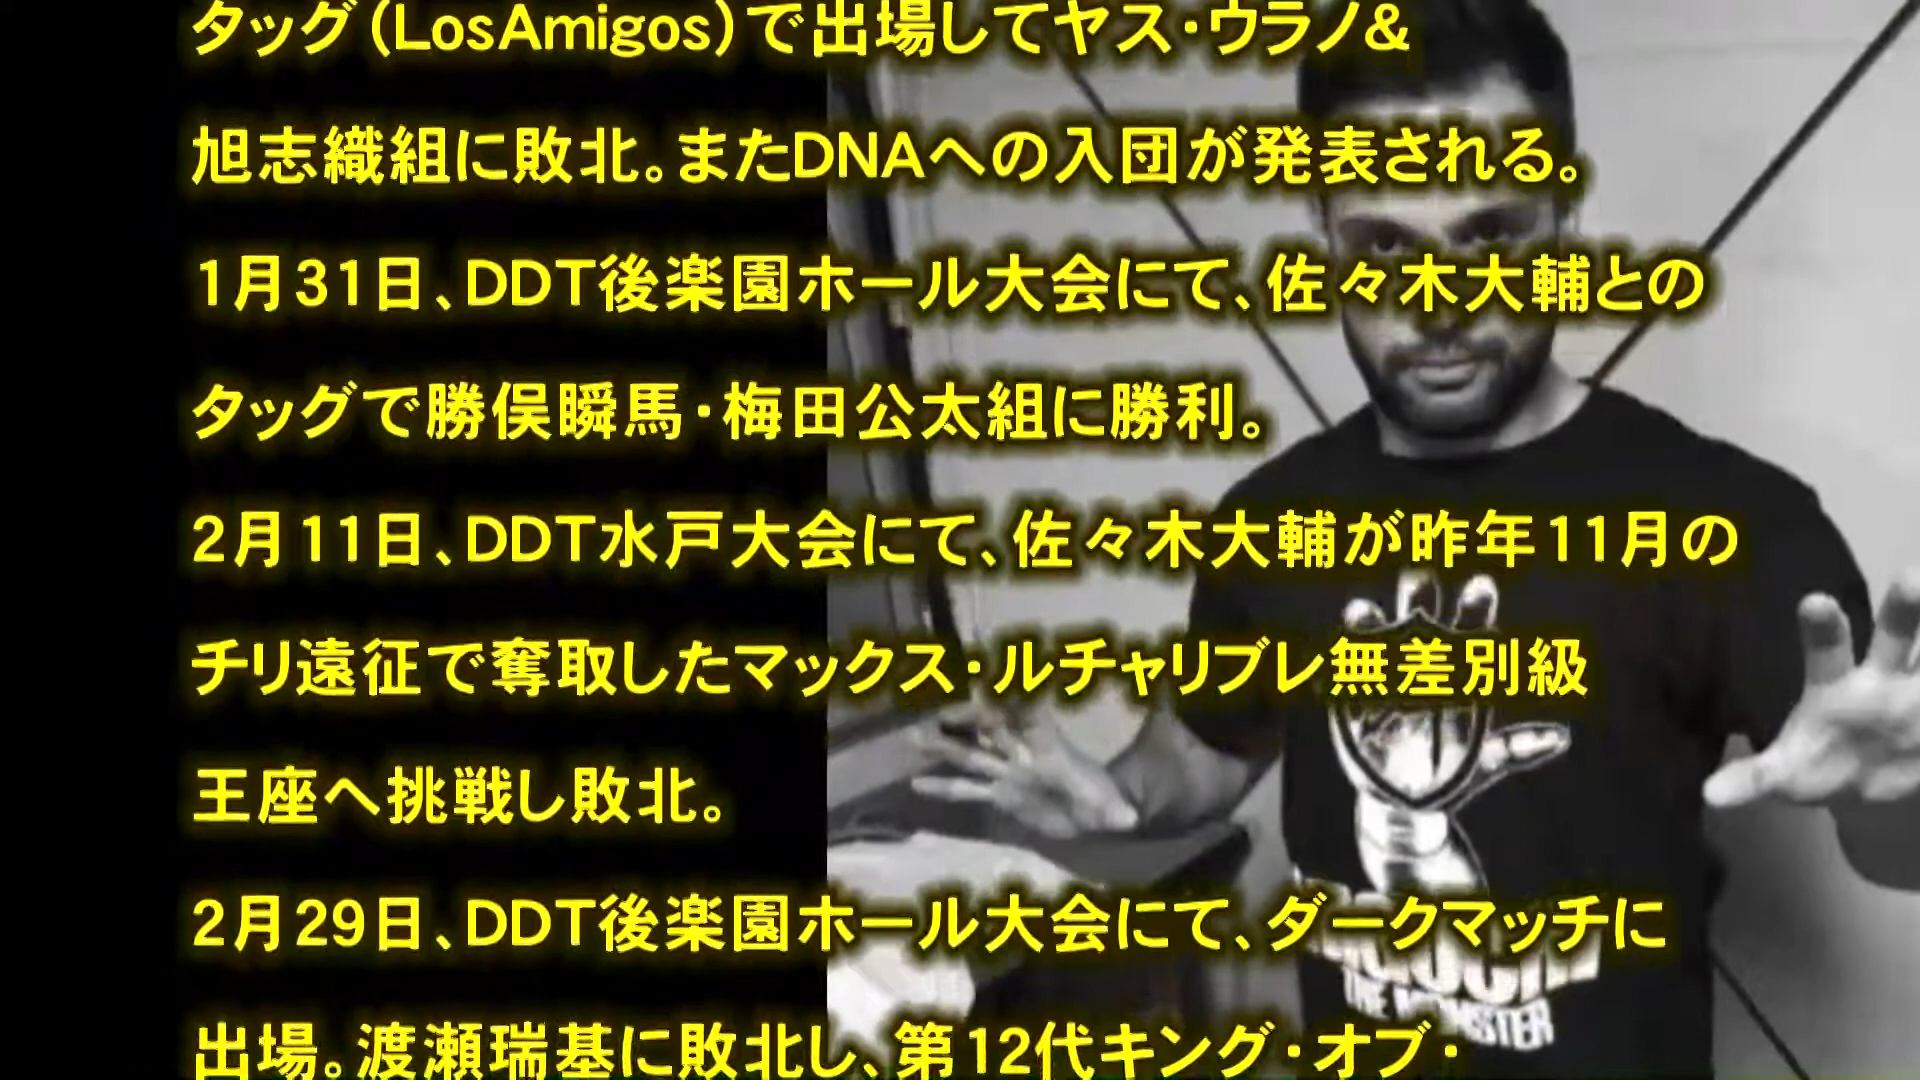 タッグ(LosAmigos)で出場してヤス・ウラノ&
旭志織組に敗北。またDNAへの入団が発表される。
1月31日、DDT後楽園ホール大会にて、佐々木大輔との
タッグで勝俣瞬馬・梅田公太組に勝利。
2月11日、DDT水戸大会にて、佐々木大輔が昨年11月の
チリ遠征で奪取したマックス・ルチャリブレ無差別級
王座へ挑戦し敗北。
2月29日、DDT後楽園ホール大会にて、ダークマッチに
出場。渡瀬瑞基に敗北し、第12代キング・オブ・
THE MONSTER